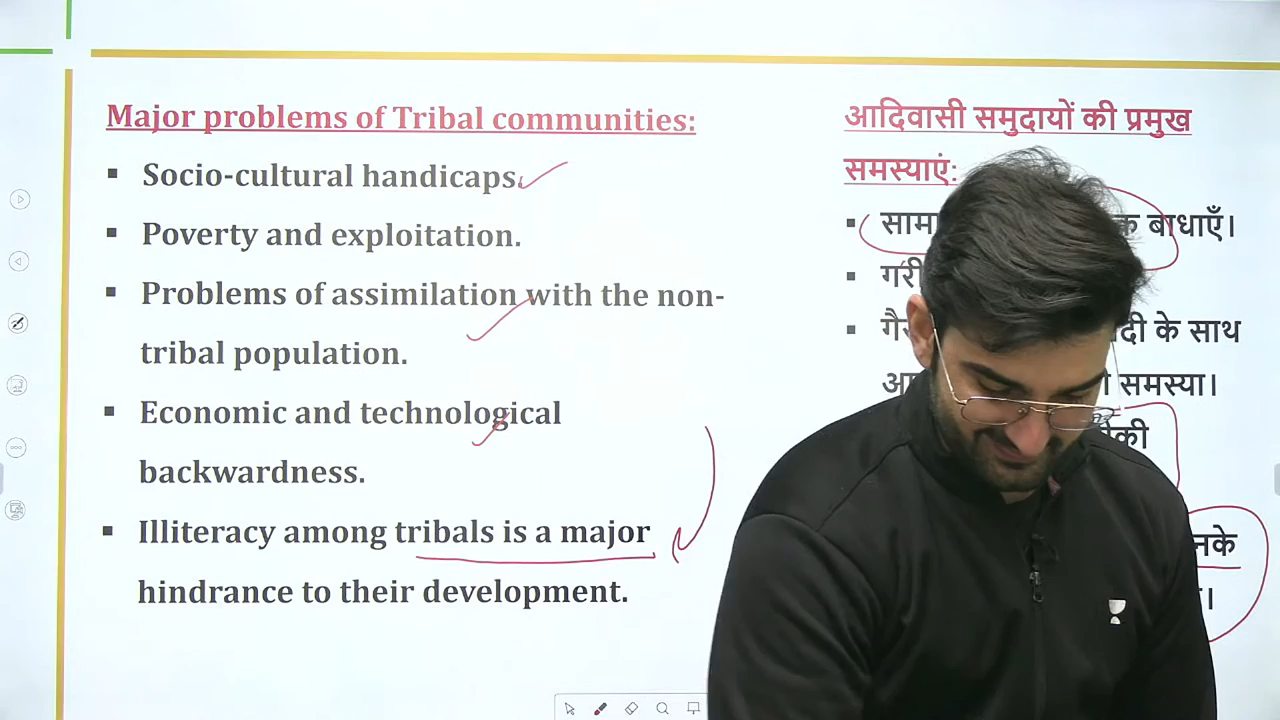 Major problems of Tribal communities:
▪ Socio-cultural handicaps.
▪ Poverty and exploitation.
▪ Problems of assimilation with the non-
tribal population.
▪ Economic and technological
backwardness.
▪ Illiteracy among tribals is a major
hindrance to their development.
आदिवासी समुदायों की प्रमुख
समस्याएं:
▪ बाधाएँ।
▪
▪ के साथ
समस्या।